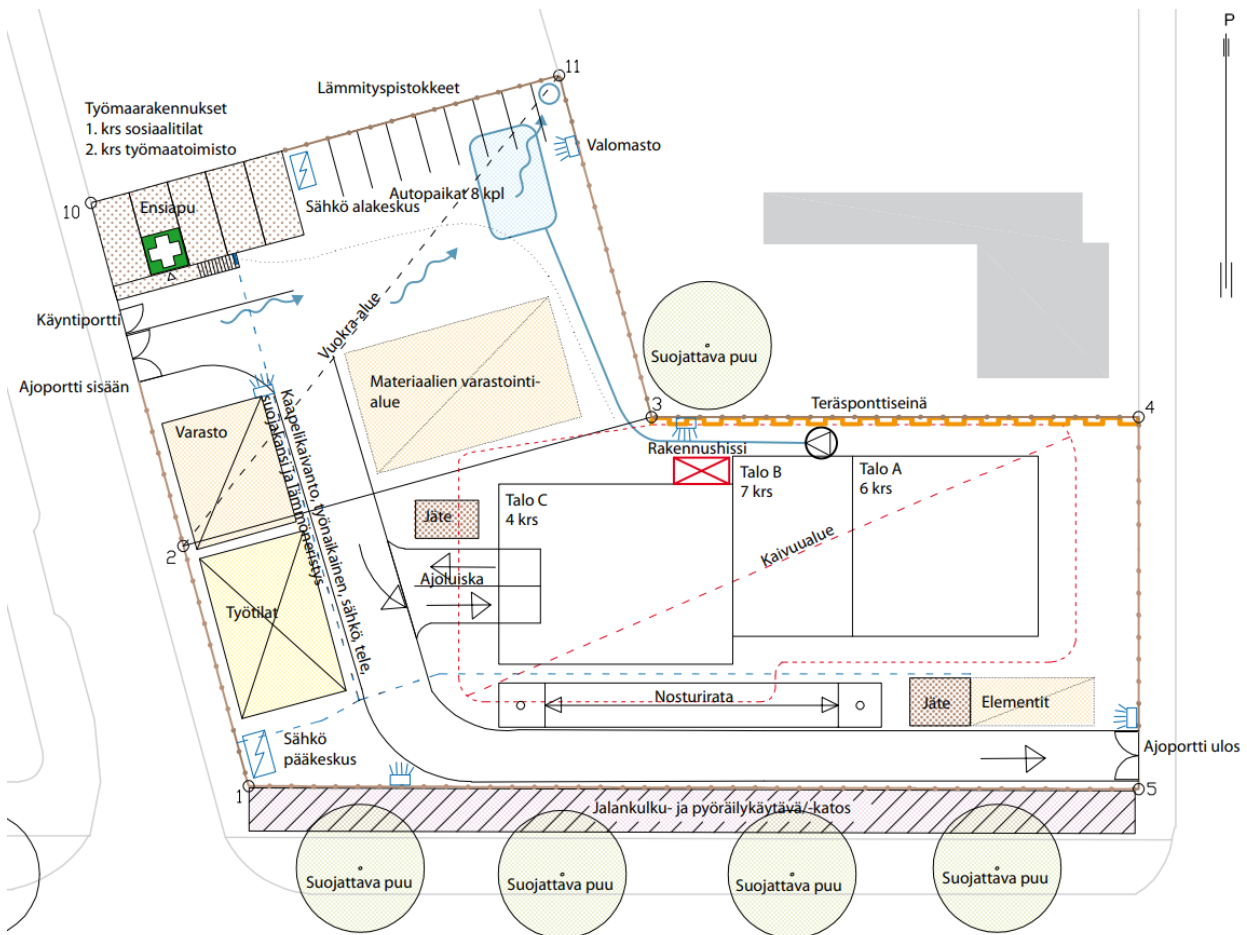 P
11
Lämmityspistokkeet
Työmaarakennukset
1. krs sosiaalitilat
2. krs työmaatoimisto
Valomasto
10
Ensiapu
Autopaikat 8 kpl
Sähkö alakeskus
Käyntiportti
Vuokra-alue
Suojattava puu
Ajoportti sisään
Materiaalien varastointi-
alue
3
Teräsponttiseinä
4
Varasto
Kaapelikaivanto, työnaikainen, sähkö, tele,
suojakansi ja lämmöneristys
Rakennushissi
Talo B
7 krs
Talo A
6 krs
Talo C
4 krs
Jäte
2
Kaivuualue
Ajoluiska
Työtilat
Nosturirata
Jäte
Elementit
Sähkö
pääkeskus
Ajoportti ulos
1
5
Jalankulku- ja pyöräilykäytävä/-katos
Suojattava puu
Suojattava puu
Suojattava puu
Suojattava puu